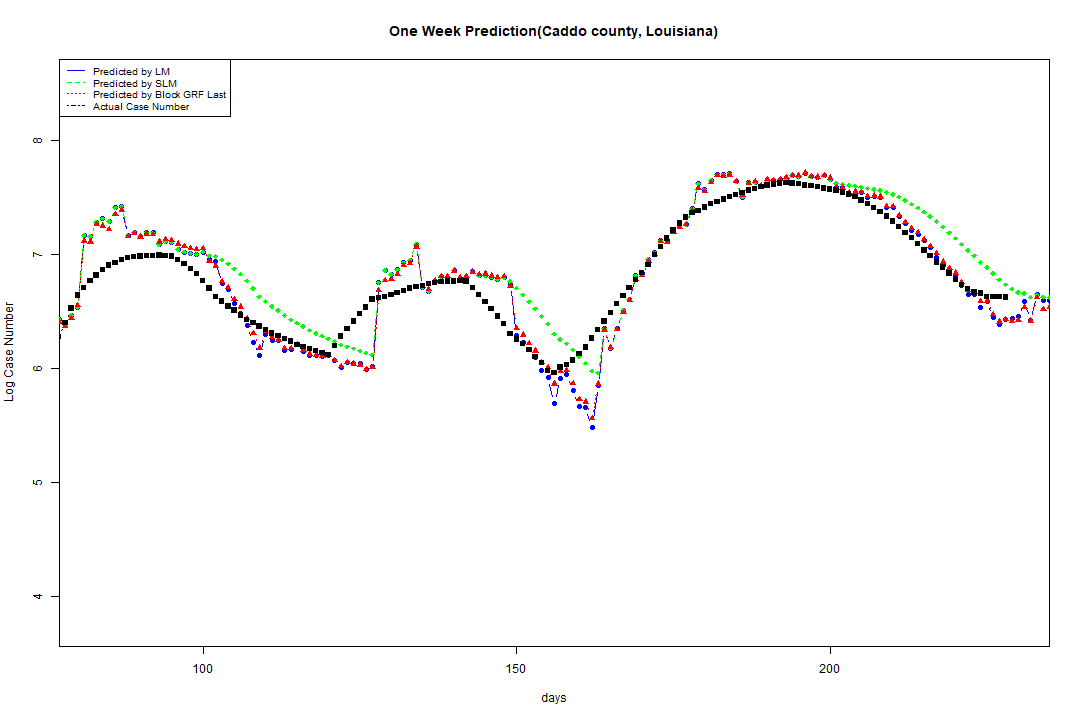 One Week Prediction(Caddo county, Louisiana)
Predicted by LM
Predicted by SLM
Predicted by Block GRF Last
Actual Case Number
8
7
6
5
4
Log Case Number
100 150 200
days